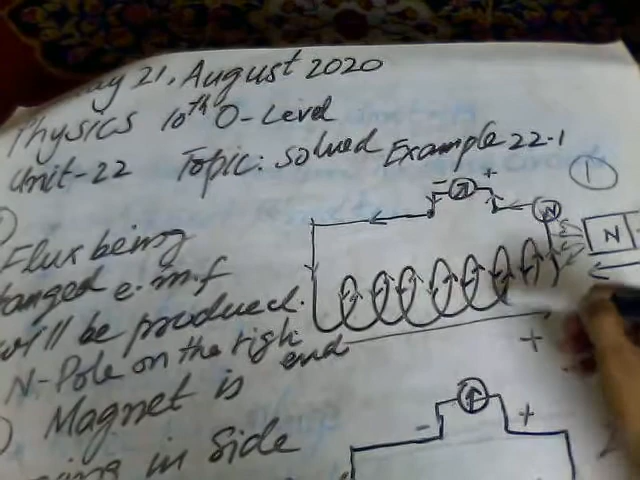 21, August 2020
Physics 10th O-Level
Unit-22 Topic: solved Example 22.1
1
Flux being
e.m.f
will be produced.
N-Pole on the right
end
Magnet is
in side
- +
N
N
+
- +